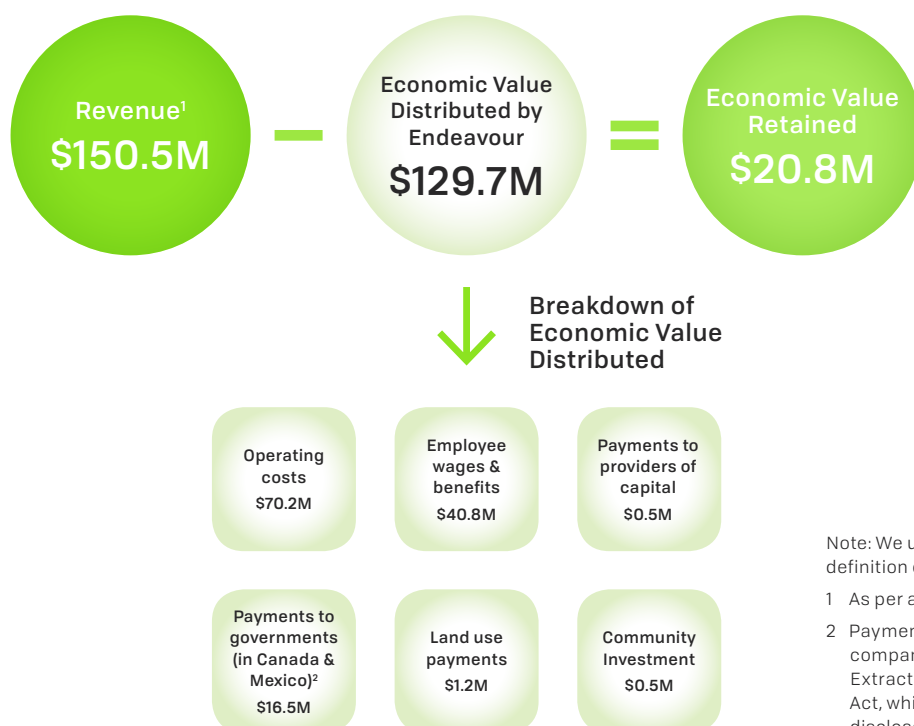 Revenue¹
$150.5M
Economic Value
Distributed by
Endeavour
$129.7M
Economic Value
Retained
$20.8M
Breakdown of
Economic Value
Distributed
Operating
costs
$70.2M
Employee
wages &
benefits
$40.8M
Payments to
providers of
capital
$0.5M
Payments to
governments
(in Canada &
Mexico)²
$16.5M
Land use
payments
$1.2M
Community
Investment
$0.5M
Note: We
definition
1 As per
2
Extract
Act,